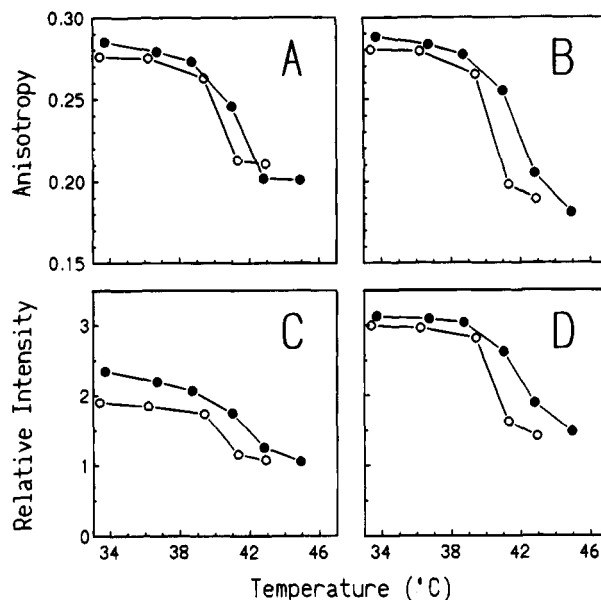 0.30
0.25
0.20
0.15
Anisotropy
A
B
3
2
1
0
Relative Intensity
C
D
34 38 42 46 34 38 42 46
Temperature (°C)